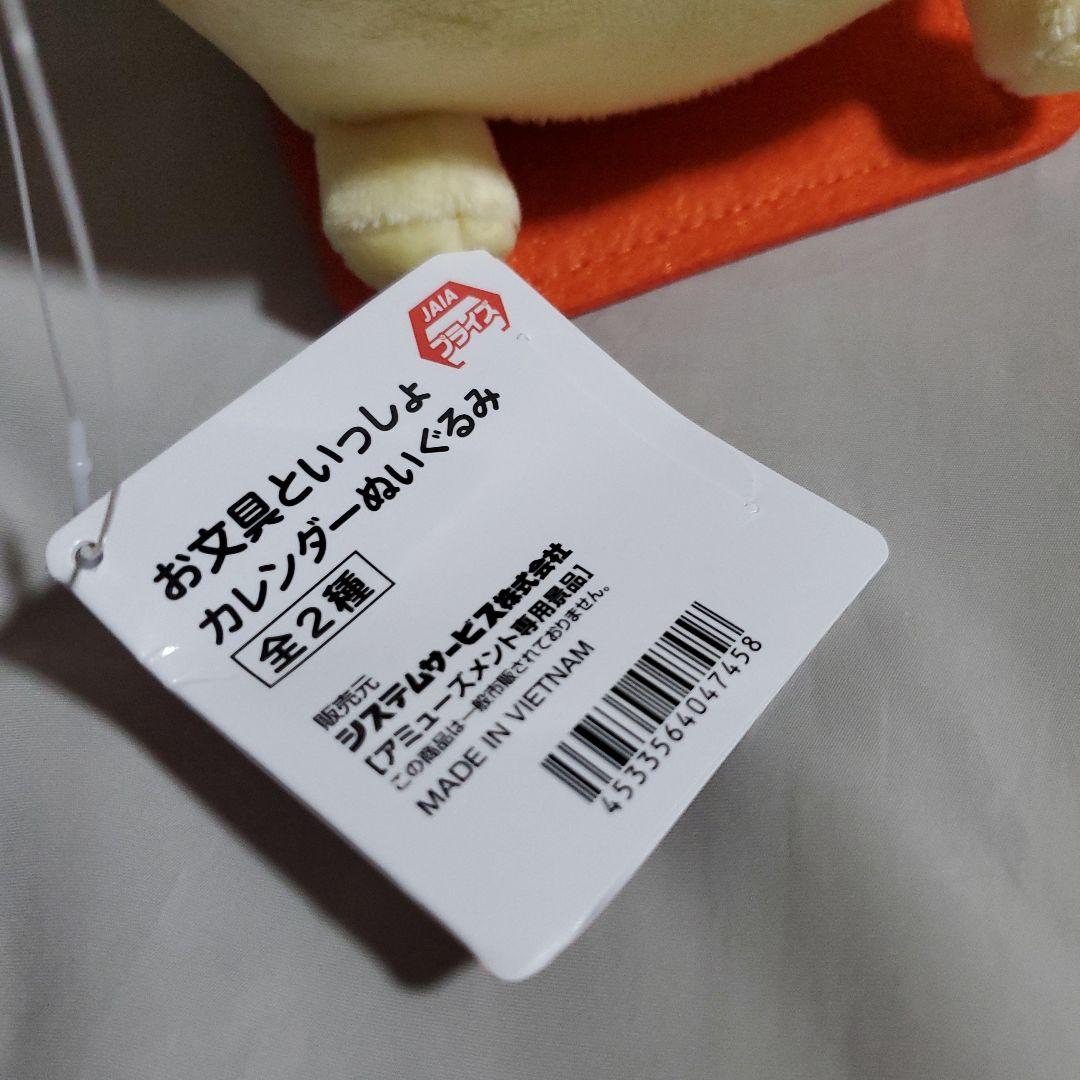 JAIA
プライズ
お文具といっしょ
カレンダーぬいぐるみ
全2種
販売元
システムサービス株式会社
[アミューズメント専用景品]
この商品は一般市販されておりません。
MADE IN VIETNAM
4533564047458